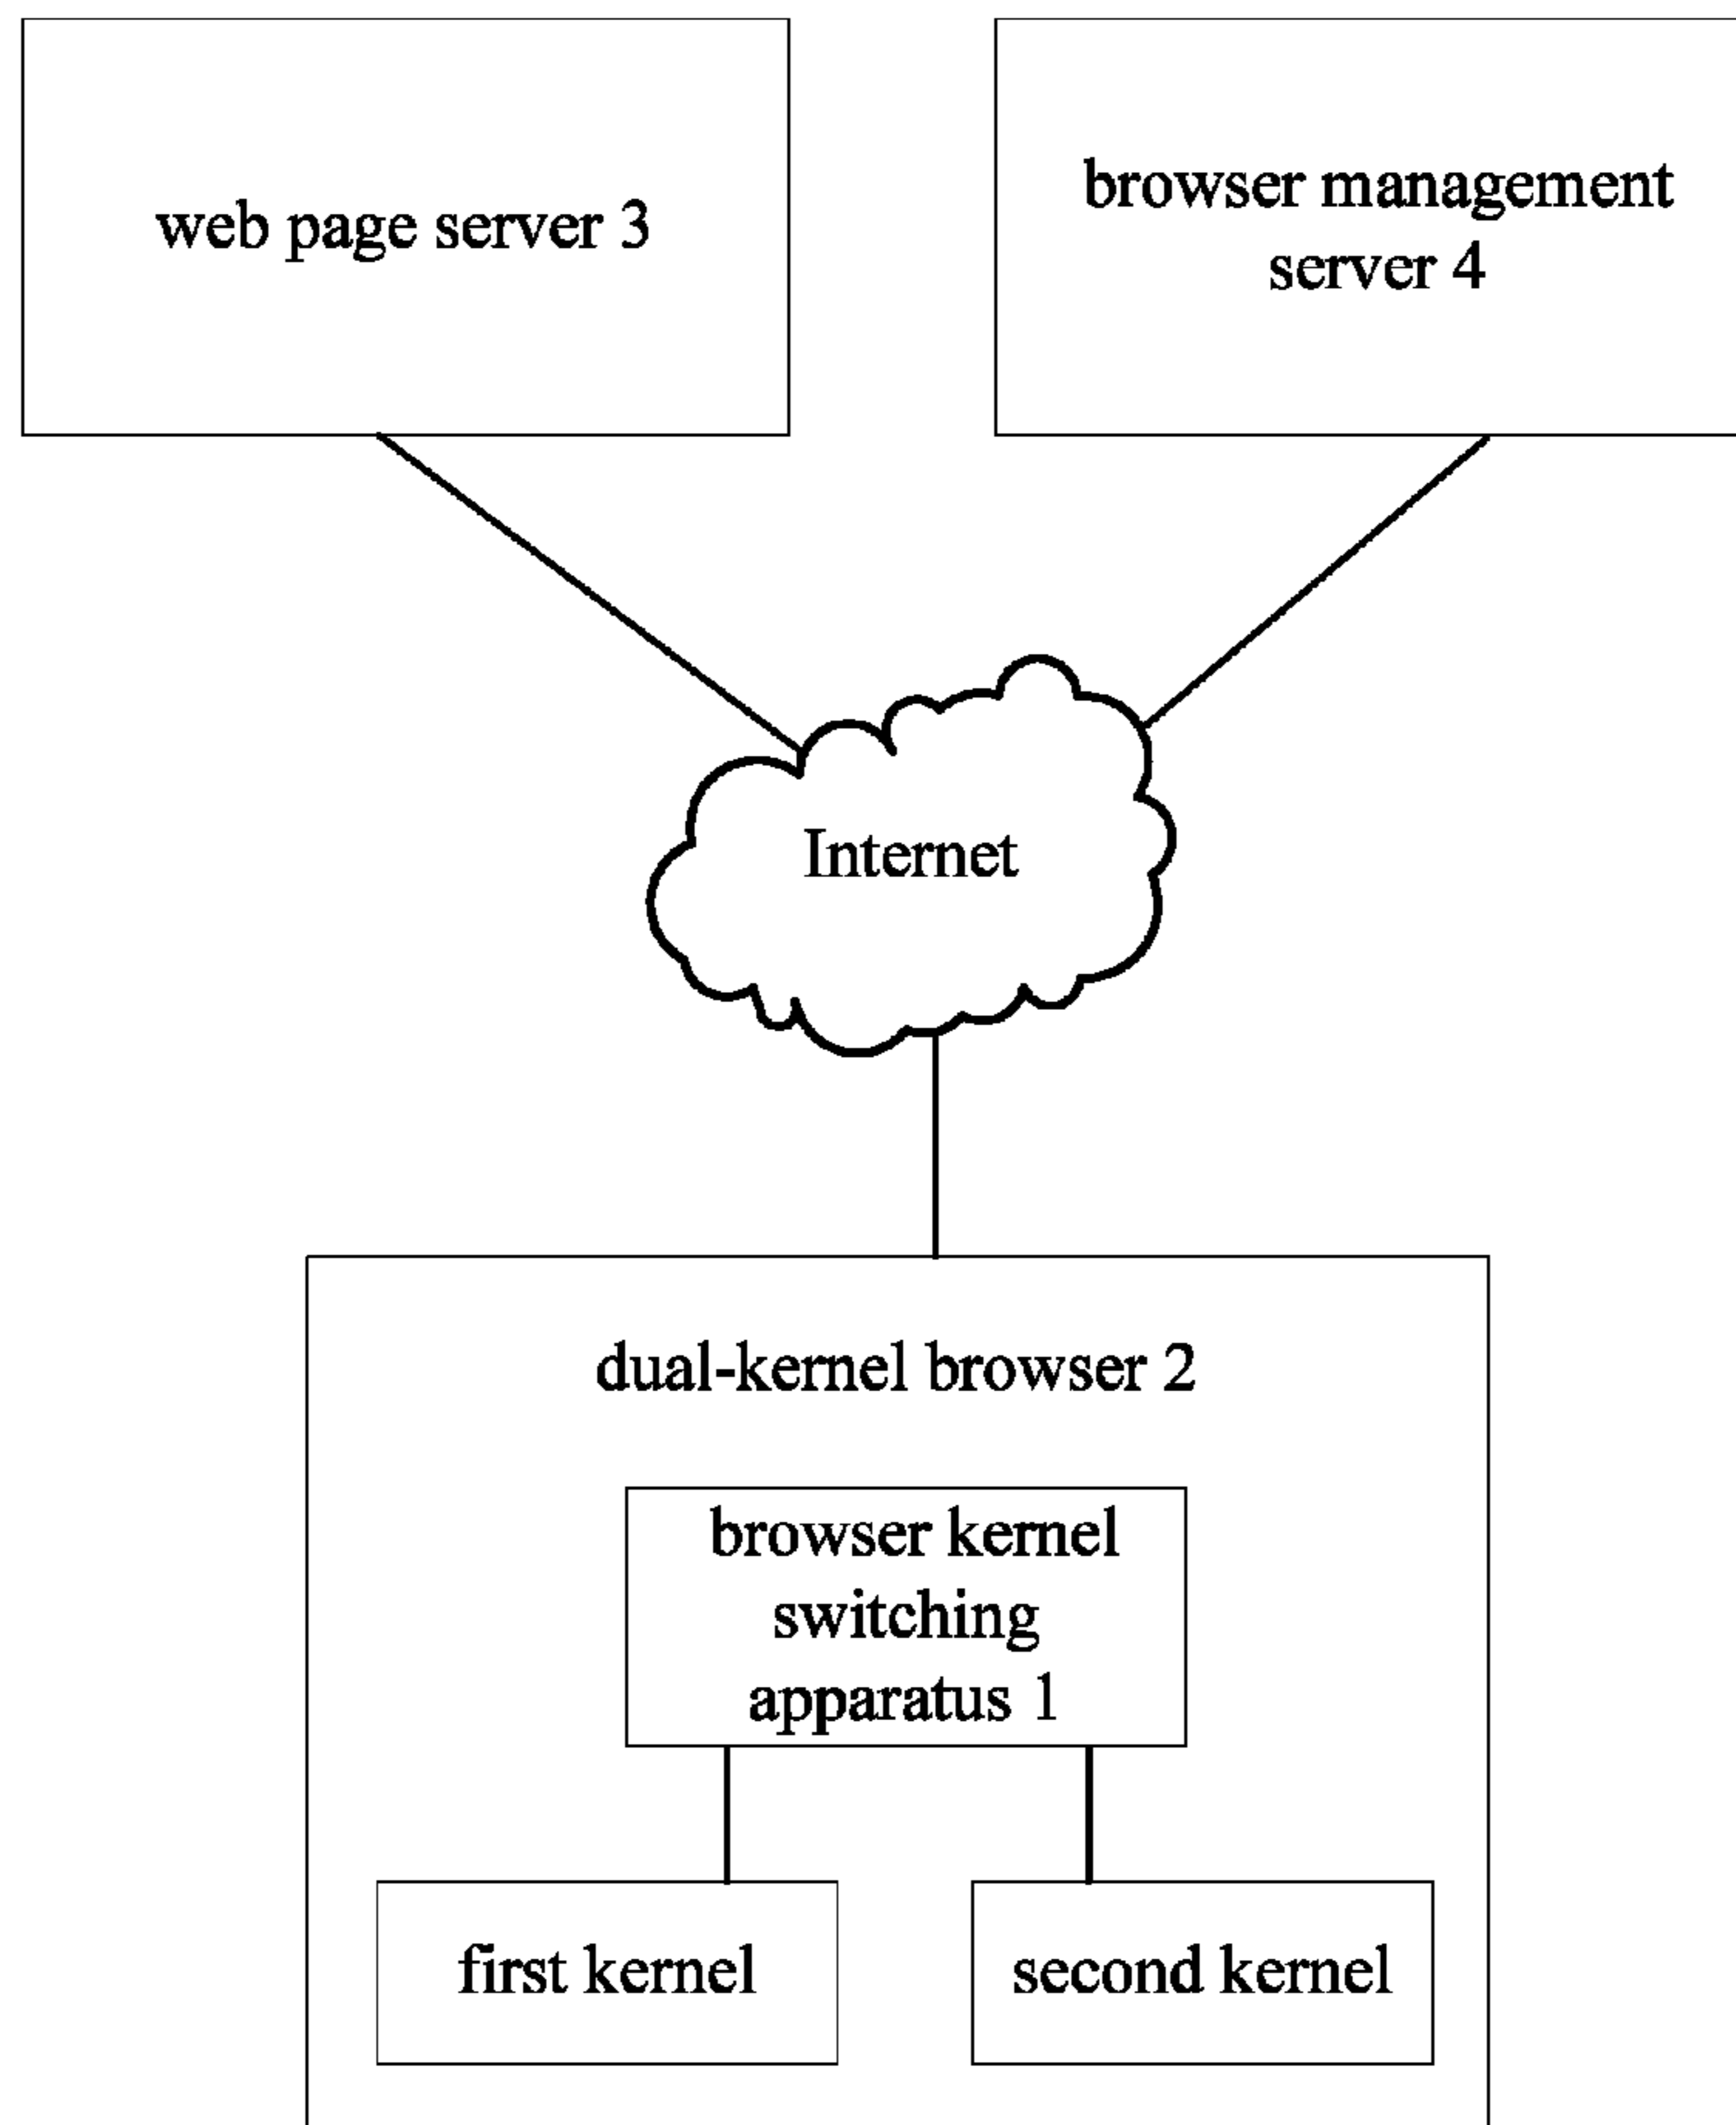 web page server 3
browser management
server 4
Internet
dual-kernel browser 2
browser kernel
switching
apparatus 1
first kernel
second kernel